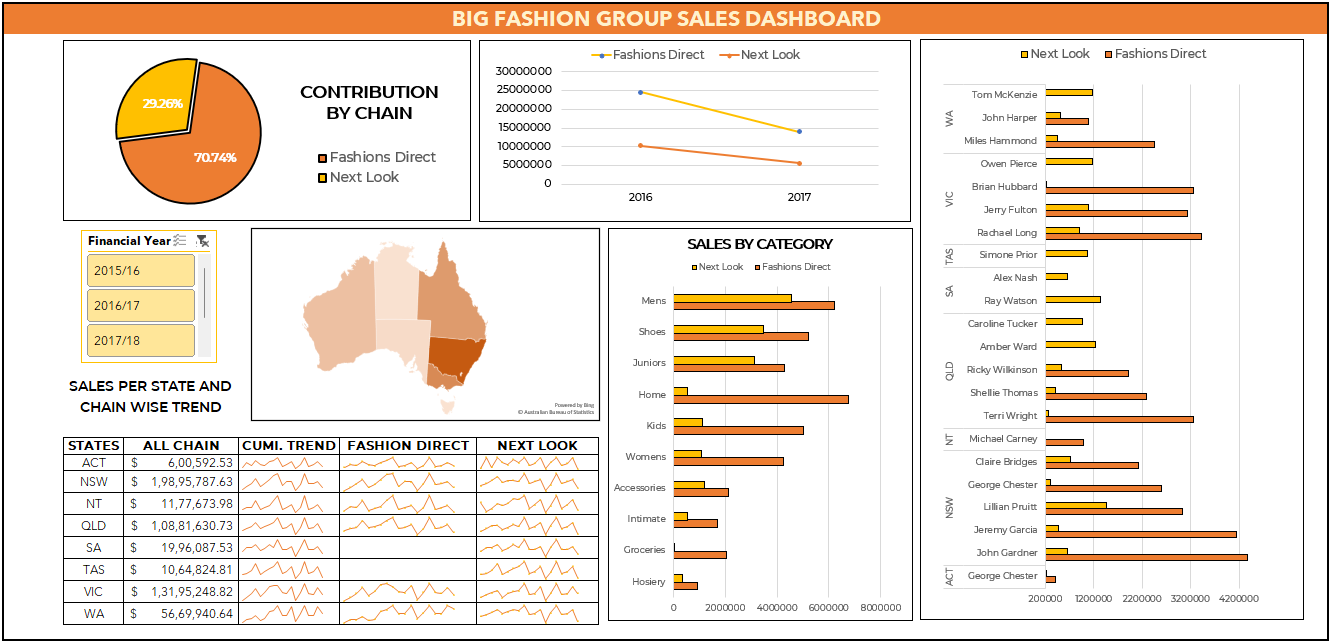 BIG FASHION GROUP SALES DASHBOARD
29.26%
70.74%
CONTRIBUTION
BY CHAIN
Fashions Direct
Next Look
Fashions Direct Next Look
30000000
25000000
20000000
15000000
10000000
5000000
0
2016 2017
Financial Year
2015/16
2016/17
2017/18
SALES PER STATE AND
CHAIN WISE TREND
Powered by Bing
© Australian Bureau of Statistics
STATES ALL CHAIN CUMI. TREND FASHION DIRECT NEXT LOOK
ACT $ 6,00,592.53
NSW $ 1,98,95,787.63
NT $ 11,77,673.98
QLD $ 1,08,81,630.73
SA $ 19,96,087.53
TAS $ 10,64,824.81
VIC $ 1,31,95,248.82
WA $ 56,69,940.64
SALES BY CATEGORY
Next Look Fashions Direct
Mens
Shoes
Juniors
Home
Kids
Womens
Accessories
Intimate
Groceries
Hosiery
0 2000000 4000000 6000000 8000000
Next Look Fashions Direct
WA
Tom McKenzie
John Harper
Miles Hammond
VIC
Owen Pierce
Brian Hubbard
Jerry Fulton
Rachael Long
TAS
Simone Prior
SA
Alex Nash
Ray Watson
QLD
Caroline Tucker
Amber Ward
Ricky Wilkinson
Shellie Thomas
Terri Wright
NT
Michael Carney
NSW
Claire Bridges
George Chester
Lillian Pruitt
Jeremy Garcia
John Gardner
ACT
George Chester
200000 1200000 2200000 3200000 4200000